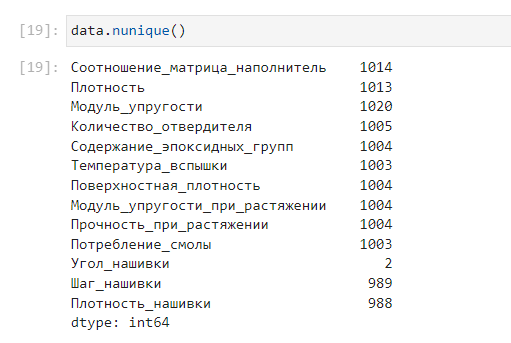 [19]: data.nunique()
[19]: Соотношение_матрица_наполнитель 1014
Плотность 1013
Модуль_упругости 1020
Количество_отвердителя 1005
Содержание_эпоксидных_групп 1004
Температура_вспышки 1003
Поверхностная_плотность 1004
Модуль_упругости_при_растяжении 1004
Прочность_при_растяжении 1004
Потребление_смолы 1003
Угол_нашивки 2
Шаг_нашивки 989
Плотность_нашивки 988
dtype: int64